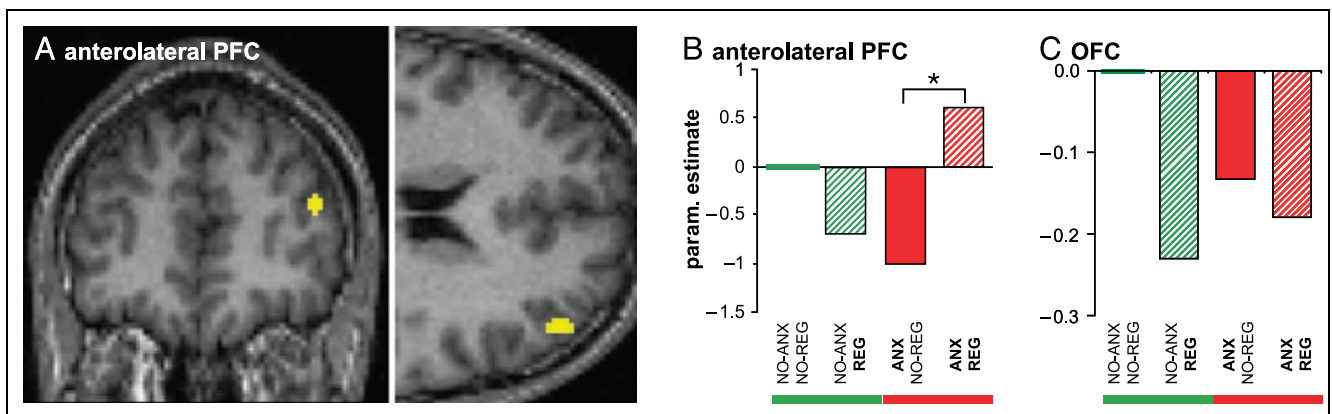 A anterolateral PFC
B anterolateral PFC
param. estimate
1
0.5
0
−0.5
−1
−1.5
*
NO-ANX
NO-REG
NO-ANX
REG
ANX
NO-REG
ANX
REG
C OFC
0.0
−0.1
−0.2
−0.3
NO-ANX
NO-REG
NO-ANX
REG
ANX
NO-REG
ANX
REG